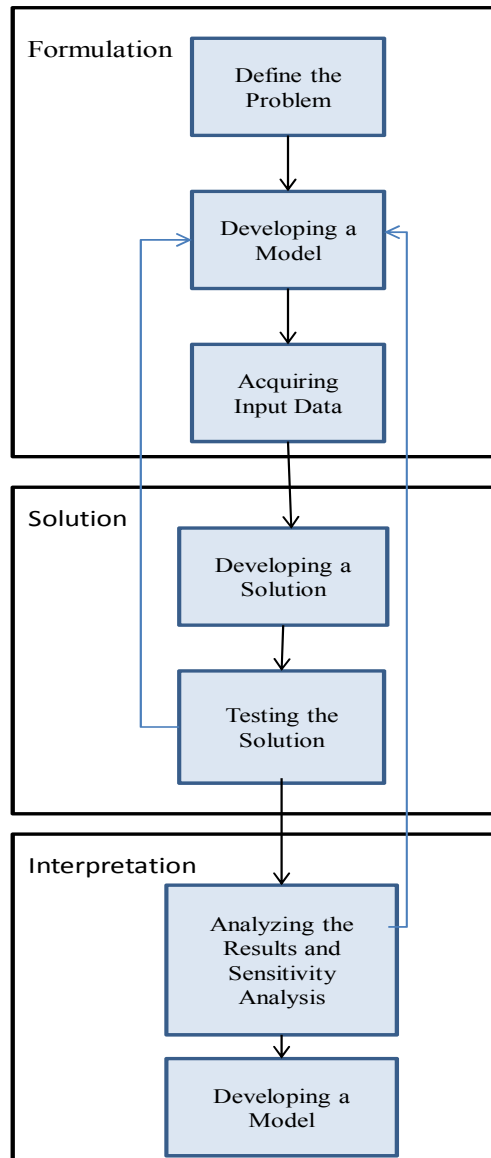 Formulation
Define the
Problem
Developing a
Model
Acquiring
Input Data
Solution
Developing a
Solution
Testing the
Solution
Interpretation
Analyzing the
Results and
Sensitivity
Analysis
Developing a
Model